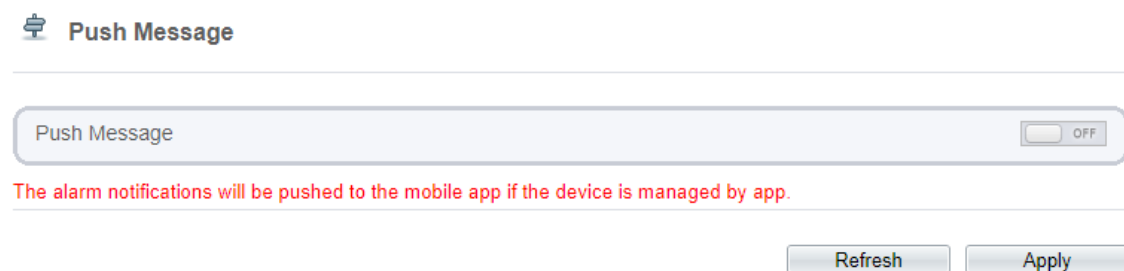 Push Message
Push Message OFF
The alarm notifications will be pushed to the mobile app if the device is managed by app.
Refresh Apply